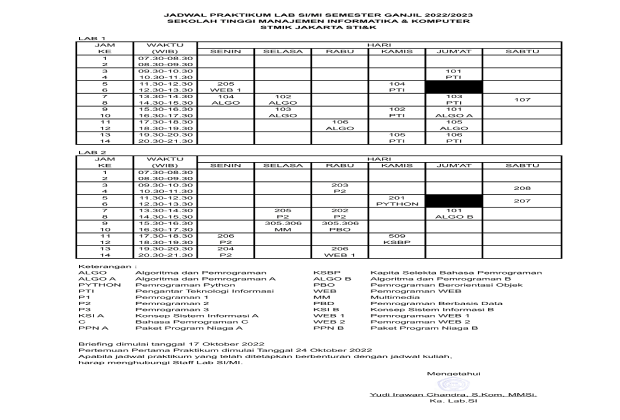 JADWAL PRAKTIKUM LAB SI/MI SEMESTER GANJIL 2022/2023
SEKOLAH TINGGI MANAJEMEN INFORMATIKA & KOMPUTER
STMIK JAKARTA STI&K
LAB 1
JAM KE WAKTU (WIB) HARI
SENIN SELASA RABU KAMIS JUM'AT SABTU
1 07.30-08.30
2 08.30-09.30
3 09.30-10.30 101
4 10.30-11.30 PTI
5 11.30-12.30 205 104
6 12.30-13.30 WEB 1 PTI
7 13.30-14.30 104 102 103 107
8 14.30-15.30 ALGO ALGO PTI
9 15.30-16.30 103 102 101
10 16.30-17.30 ALGO PTI ALGO A
11 17.30-18.30 106 105
12 18.30-19.30 ALGO ALGO
13 19.30-20.30 105 106
14 20.30-21.30 PTI PTI
LAB 2
JAM KE WAKTU (WIB) HARI
SENIN SELASA RABU KAMIS JUM'AT SABTU
1 07.30-08.30
2 08.30-09.30
3 09.30-10.30 203 208
4 10.30-11.30 P2
5 11.30-12.30 201 207
6 12.30-13.30 PYTHON
7 13.30-14.30 205 202 101
8 14.30-15.30 P2 P2 ALGO B
9 15.30-16.30 305.306 305.306
10 16.30-17.30 MM PBO
11 17.30-18.30 206 509
12 18.30-19.30 P2 KSBP
13 19.30-20.30 204 206
14 20.30-21.30 P2 WEB 1
Keterangan :
ALGO Algoritma dan Pemrograman KSBP Kapita Selekta Bahasa Pemrograman
ALGO A Algoritma dan Pemrograman A ALGO B Algoritma dan Pemrograman B
PYTHON Pemrograman Python PBO Pemrograman Berorientasi Objek
PTI Pengantar Teknologi Informasi WEB Pemrograman WEB
P1 Pemrograman 1 MM Multimedia
P2 Pemrograman 2 PBD Pemrograman Berbasis Data
P3 Pemrograman 3 KSI B Konsep Sistem Informasi B
KSI A Konsep Sistem Informasi A WEB 1 Pemrograman WEB 1
C Bahasa Pemrograman C WEB 2 Pemrograman WEB 2
PPN A Paket Program Niaga A PPN B Paket Program Niaga B
Briefing dimulai tanggal 17 Oktober 2022
Pertemuan Pertama Praktikum dimulai Tanggal 24 Oktober 2022
Apabila jadwal praktikum yang telah ditetapkan berbenturan dengan jadwal kuliah,
harap menghubungi Staff Lab SI/MI.
Mengetahui
Yudi Irawan Chandra, S.Kom, MMSi.
Ka. Lab.SI